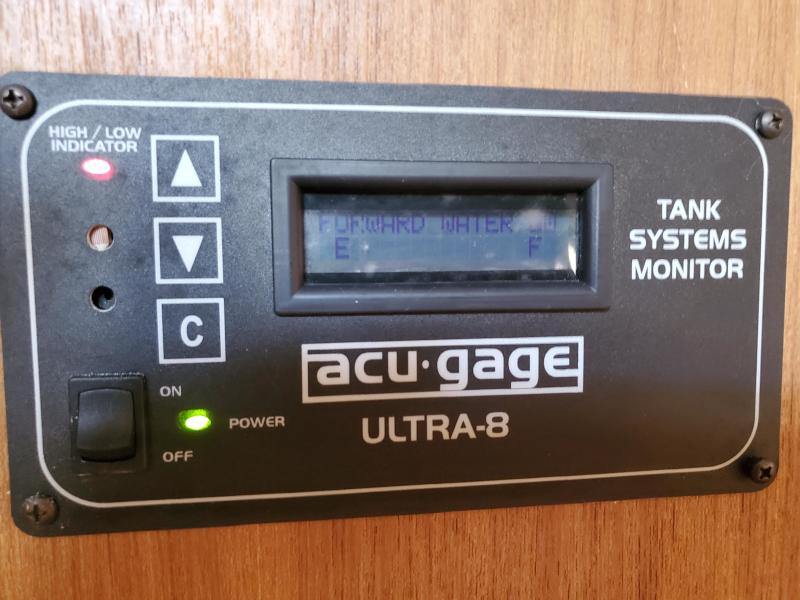 HIGH / LOW
INDICATOR
C
FORWARD WATER
E F
TANK
SYSTEMS
MONITOR
acu·gage
ULTRA-8
ON
POWER
OFF